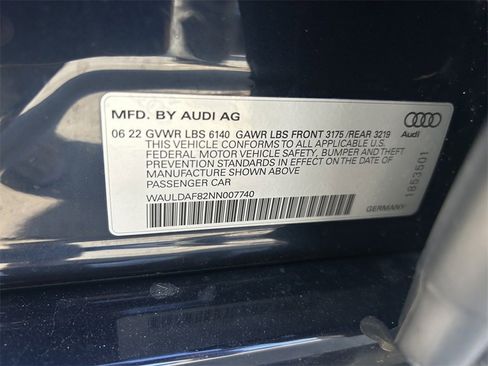 MFD. BY AUDI AG
06 22 GVWR LBS 6140 GAWR LBS FRONT 3175 /REAR 3219
THIS VEHICLE CONFORMS TO ALL APPLICABLE U.S.
FEDERAL MOTOR VEHICLE SAFETY, BUMPER AND THEFT
PREVENTION STANDARDS IN EFFECT ON THE DATE OF
MANUFACTURE SHOWN ABOVE
PASSENGER CAR
WAULDAF82NN007740
Audi
GERMANY
1853501